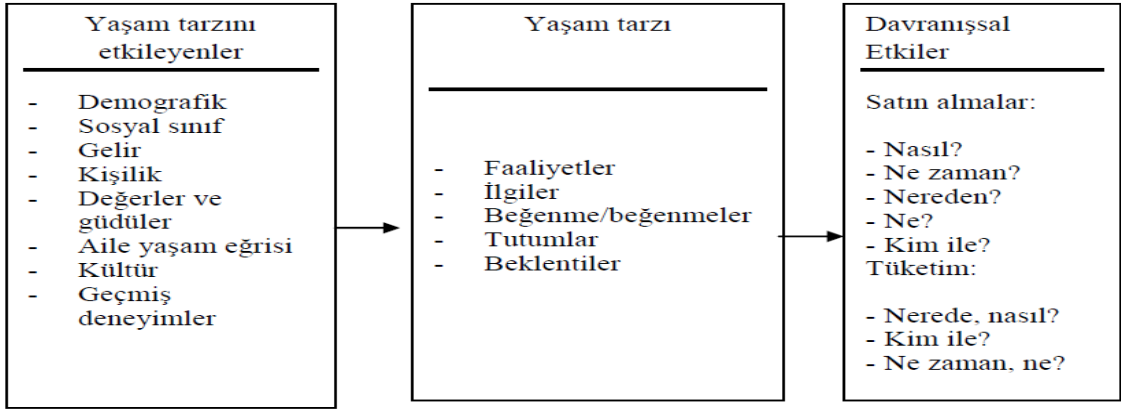 Yaşam tarzını
etkileyenler
- Demografik
- Sosyal sınıf
- Gelir
- Kişilik
- Değerler ve
güdüler
- Aile yaşam eğrisi
- Kültür
- Geçmiş
deneyimler
Yaşam tarzı
- Faaliyetler
- İlgiler
- Beğenme/beğenmeler
- Tutumlar
- Beklentiler
Davranışsal
Etkiler
Satın almalar:
- Nasıl?
- Ne zaman?
- Nereden?
- Ne?
- Kim ile?
Tüketim:
- Nerede, nasıl?
- Kim ile?
- Ne zaman, ne?